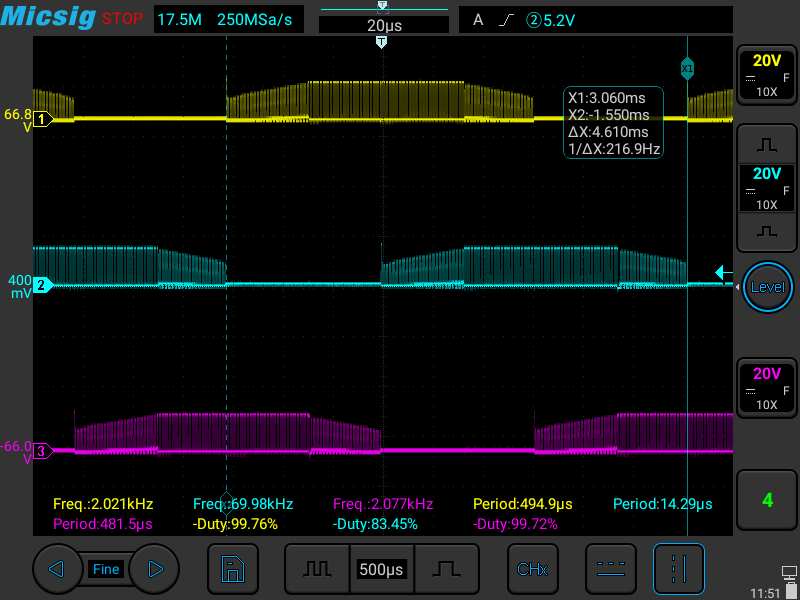 Micsig STOP 17.5M 250MSa/s 20µs A ②5.2V
T
X1
20V
F
10X
X1:3.060ms
X2:-1.550ms
ΔX:4.610ms
1/ΔX:216.9Hz
66.8
V
1
20V
F
10X
400
mV
2
Level
20V
F
10X
-66.0
V
3
Freq.:2.021kHz Freq.:69.98kHz Freq.:2.077kHz Period:494.9µs Period:14.29µs
Period:481.5µs -Duty:99.76% -Duty:83.45% -Duty:99.72%
4
Fine 500µs CHx
11:51